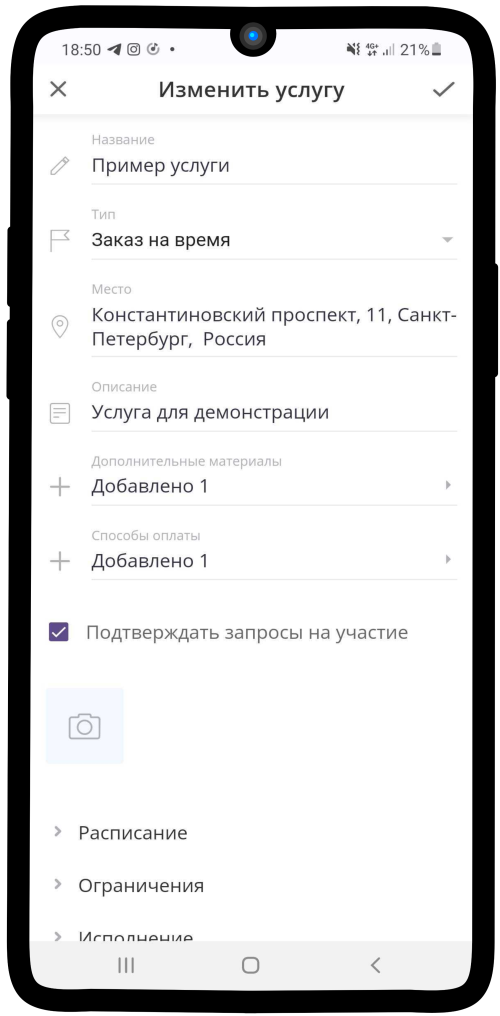 18:50 4G+ 21%
Изменить услугу
Название
Пример услуги
Тип
Заказ на время
Место
Константиновский проспект, 11, Санкт-
Петербург, Россия
Описание
Услуга для демонстрации
Дополнительные материалы
Добавлено 1
Способы оплаты
Добавлено 1
Подтверждать запросы на участие
Расписание
Ограничения
Исполнение